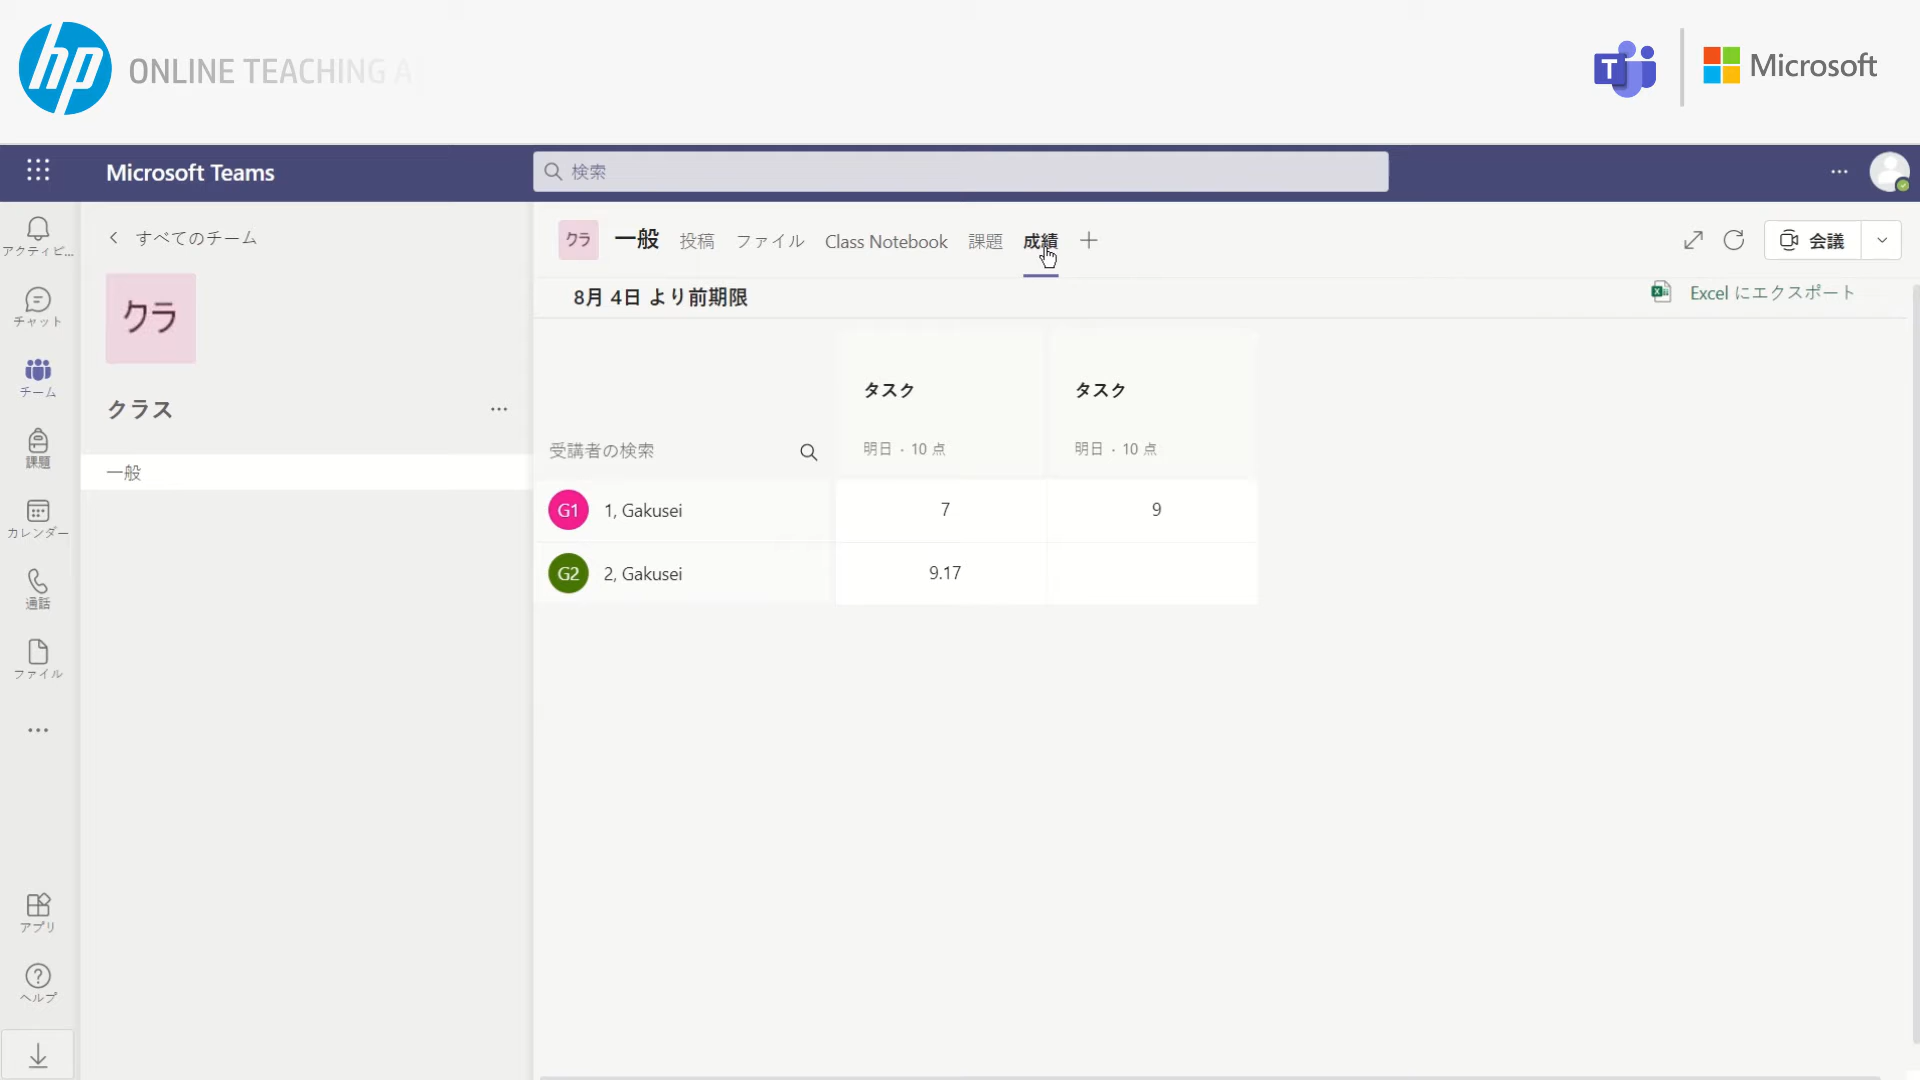 hp ONLINE TEACHING A
Microsoft
Microsoft Teams
検索
アクティビ...
チャット
チーム
課題
カレンダー
通話
ファイル
アプリ
ヘルプ
すべてのチーム
クラ
クラス
一般
クラ 一般 投稿 ファイル Class Notebook 課題 成績
会議
8月 4日 より前期限
Excel にエクスポート
タスク タスク
受講者の検索 明日 · 10 点 明日 · 10 点
G1 1, Gakusei 7 9
G2 2, Gakusei 9.17